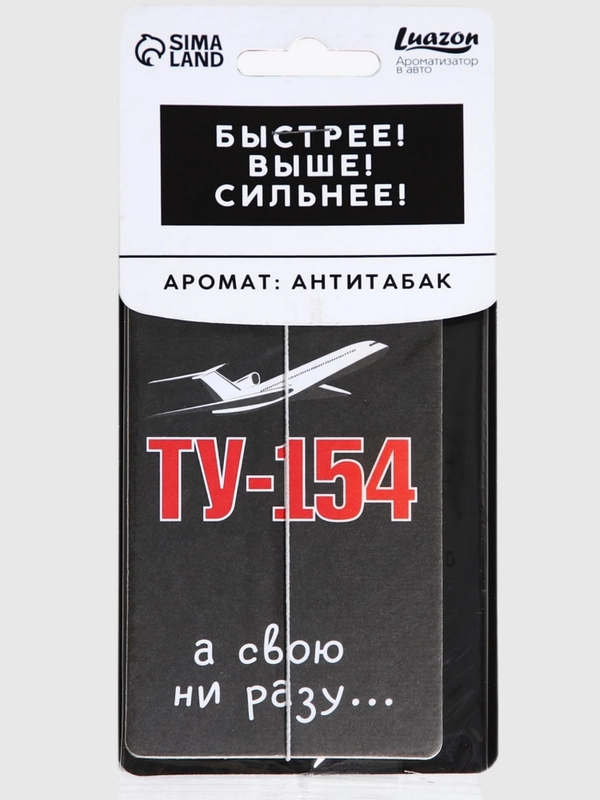 SIMA
LAND
Luazon
Ароматизатор
в авто
БЫСТРЕЕ!
ВЫШЕ!
СИЛЬНЕЕ!
АРОМАТ: АНТИТАБАК
ТУ-154
а свою
ни разу...